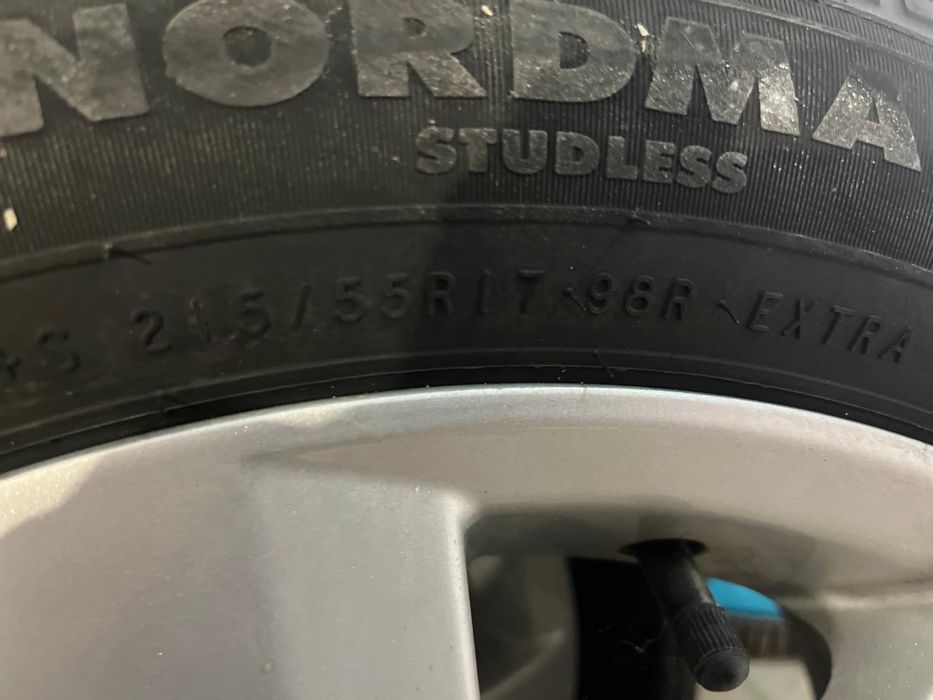 NORDMA
STUDLESS
+S 215/55R17 98R EXTRA